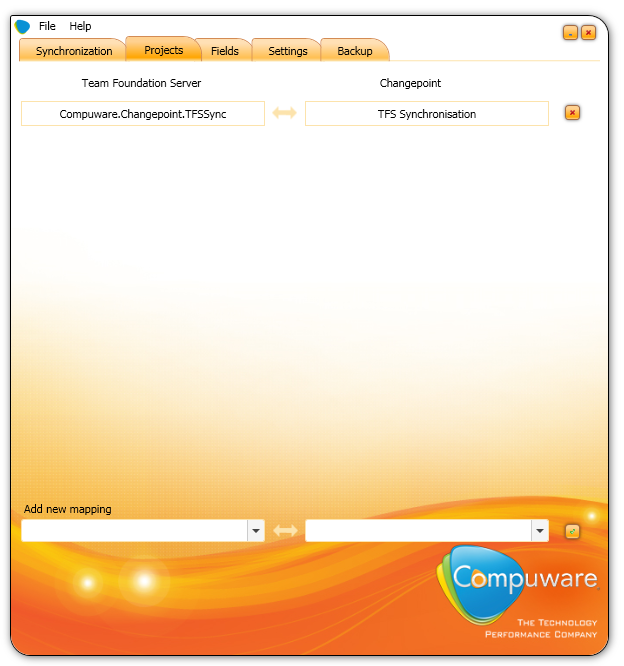 File Help
Synchronization Projects Fields Settings Backup
Team Foundation Server Changepoint
Compuware.Changepoint.TFSSync TFS Synchronisation
Add new mapping
Compuware.
THE TECHNOLOGY
PERFORMANCE COMPANY